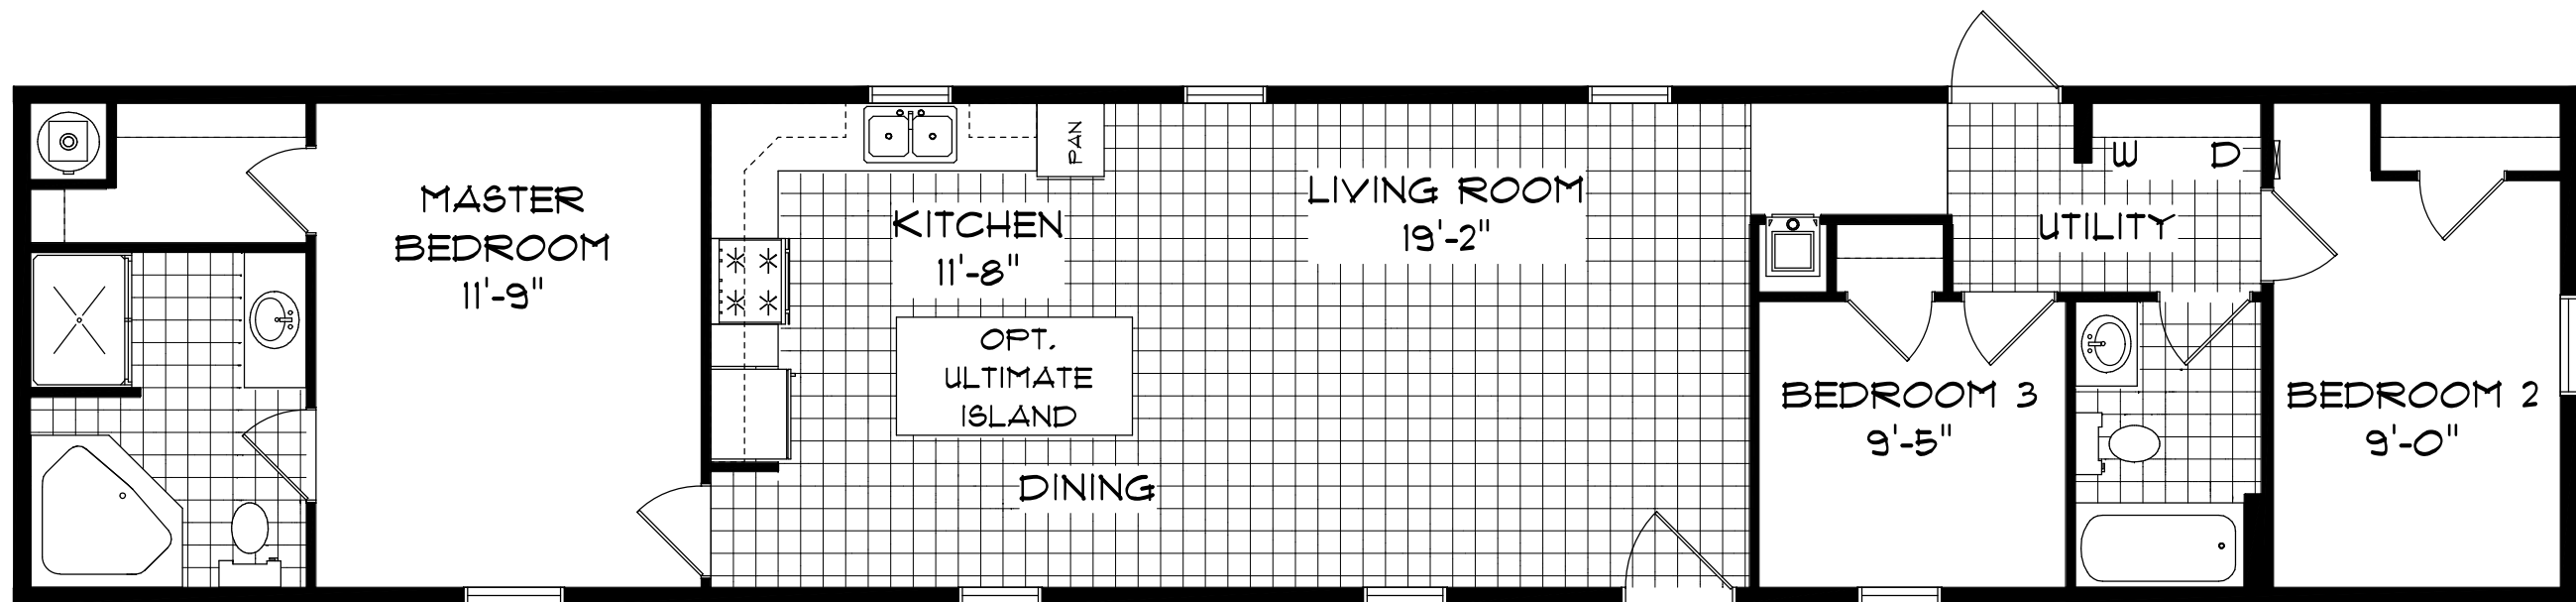 MASTER
BEDROOM
11'-9"
KITCHEN
11'-8"
PAN
OPT.
ULTIMATE
ISLAND
DINING
LIVING ROOM
19'-2"
W D
UTILITY
BEDROOM 3
9'-5"
BEDROOM 2
9'-0"